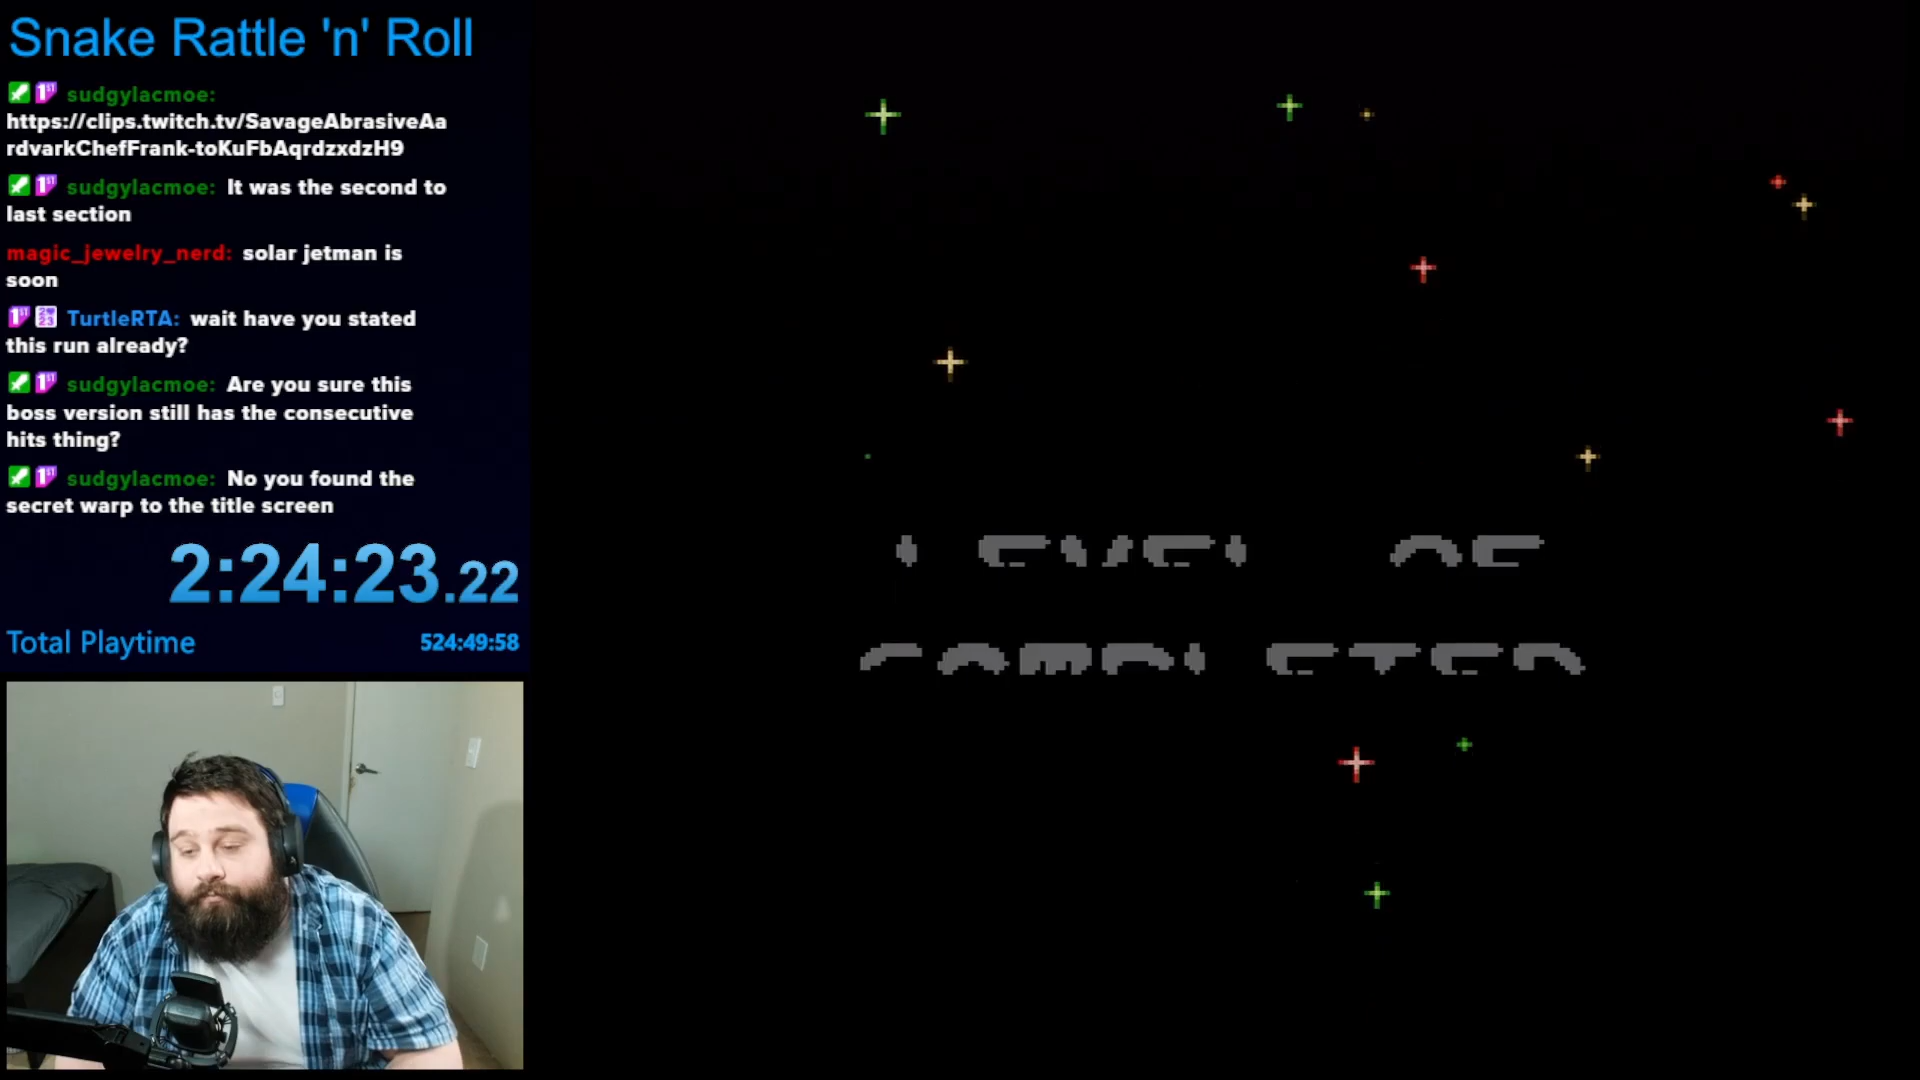 Snake Rattle 'n' Roll
sudgylacmoe:
https://clips.twitch.tv/SavageAbrasiveAa
rdvarkChefFrank-toKuFbAqrdzxdzH9
sudgylacmoe: It was the second to
last section
magic_jewelry_nerd: solar jetman is
soon
TurtleRTA: wait have you stated
this run already?
sudgylacmoe: Are you sure this
boss version still has the consecutive
hits thing?
sudgylacmoe: No you found the
secret warp to the title screen
2:24:23.22
Total Playtime 524:49:58